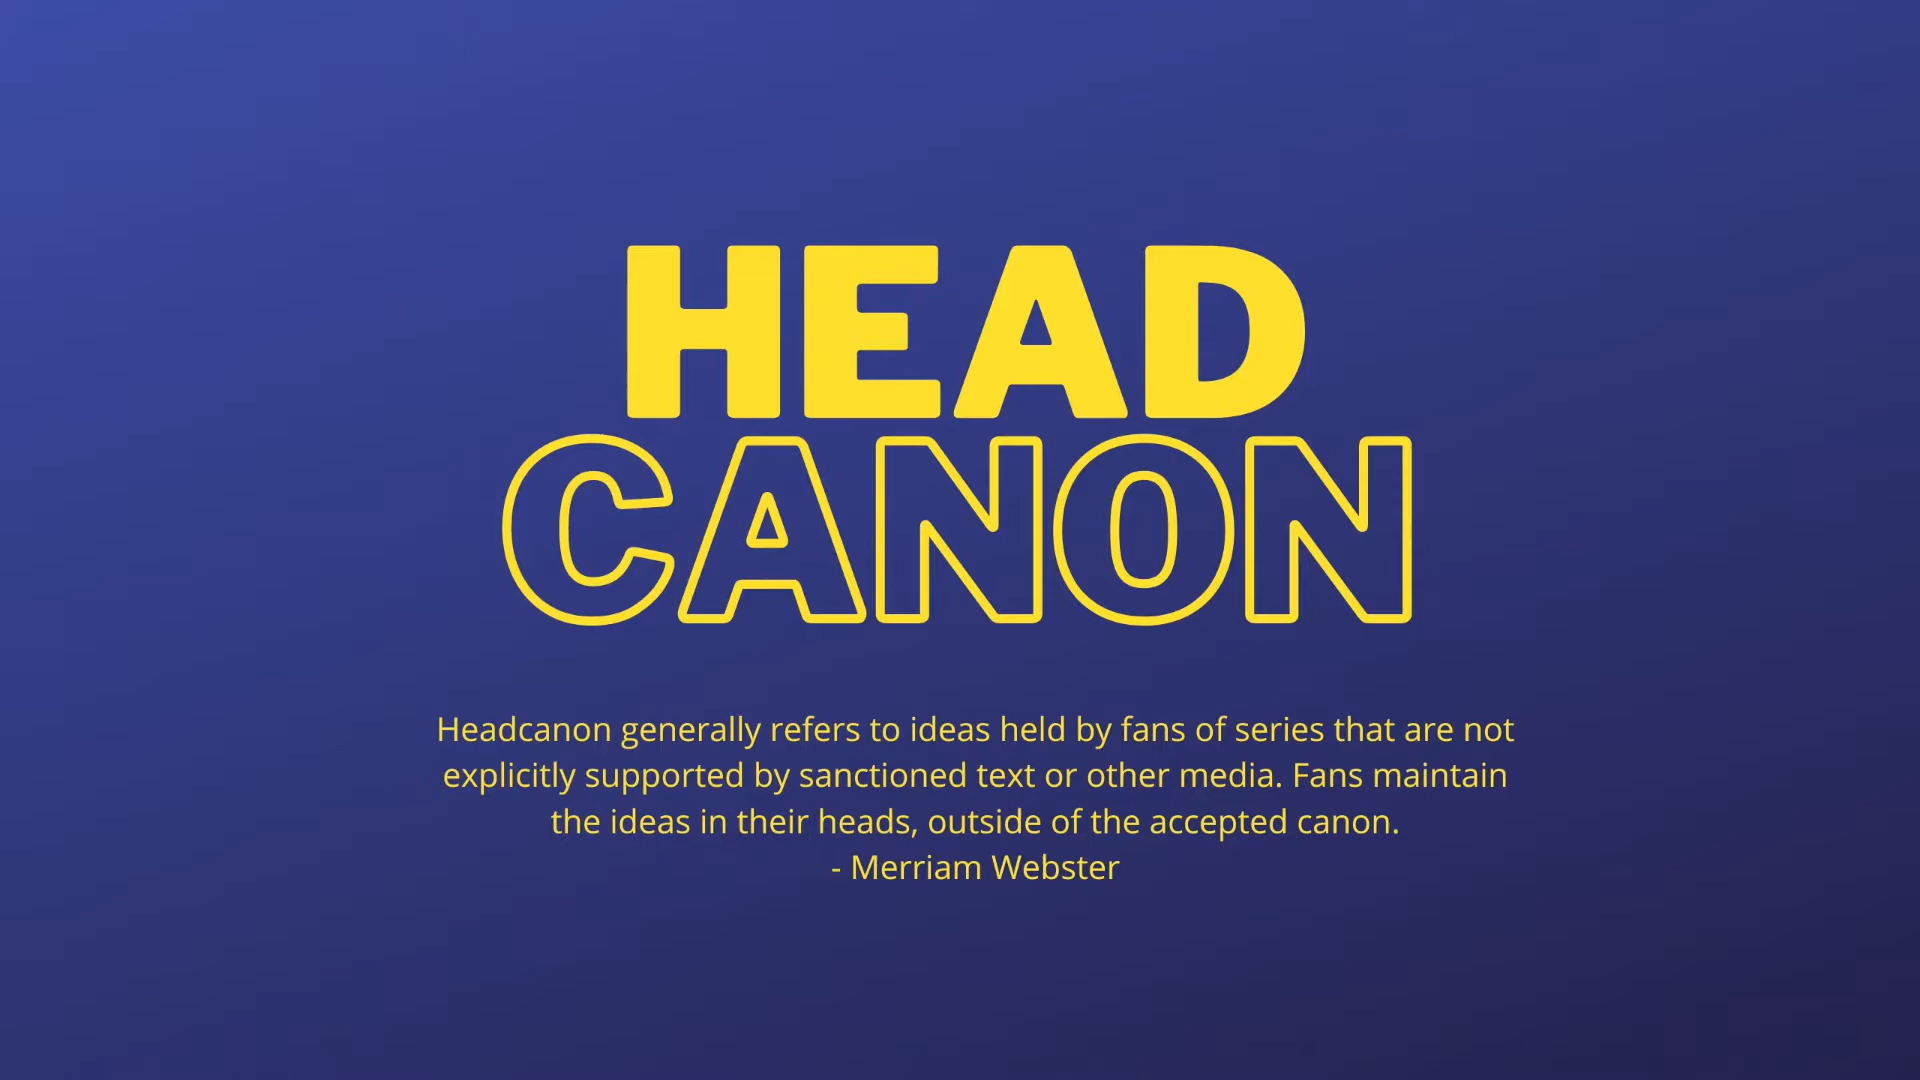 HEAD
CANON
Headcanon generally refers to ideas held by fans of series that are not
explicitly supported by sanctioned text or other media. Fans maintain
the ideas in their heads, outside of the accepted canon.
- Merriam Webster